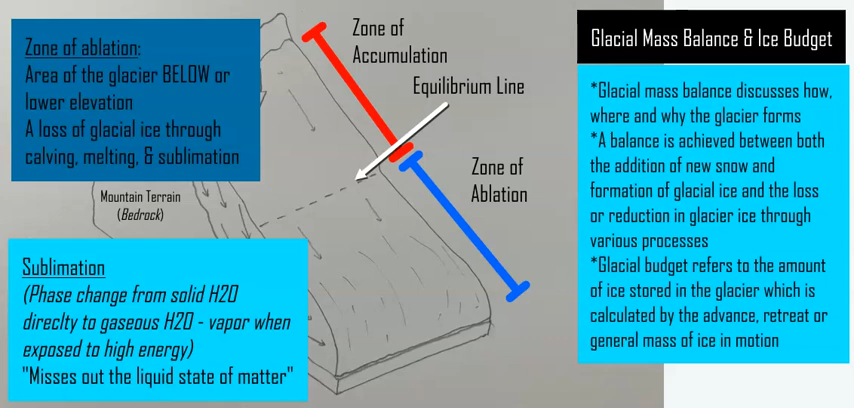 Zone of ablation:
Area of the glacier BELOW or
lower elevation
A loss of glacial ice through
calving, melting, & sublimation
Zone of
Accumulation
Equilibrium Line
Zone of
Ablation
Mountain Terrain
(Bedrock)
Sublimation
(Phase change from solid H2O
direclty to gaseous H2O - vapor when
exposed to high energy)
"Misses out the liquid state of matter"
Glacial Mass Balance & Ice Budget
*Glacial mass balance discusses how,
where and why the glacier forms
*A balance is achieved between both
the addition of new snow and
formation of glacial ice and the loss
or reduction in glacier ice through
various processes
*Glacial budget refers to the amount
of ice stored in the glacier which is
calculated by the advance, retreat or
general mass of ice in motion